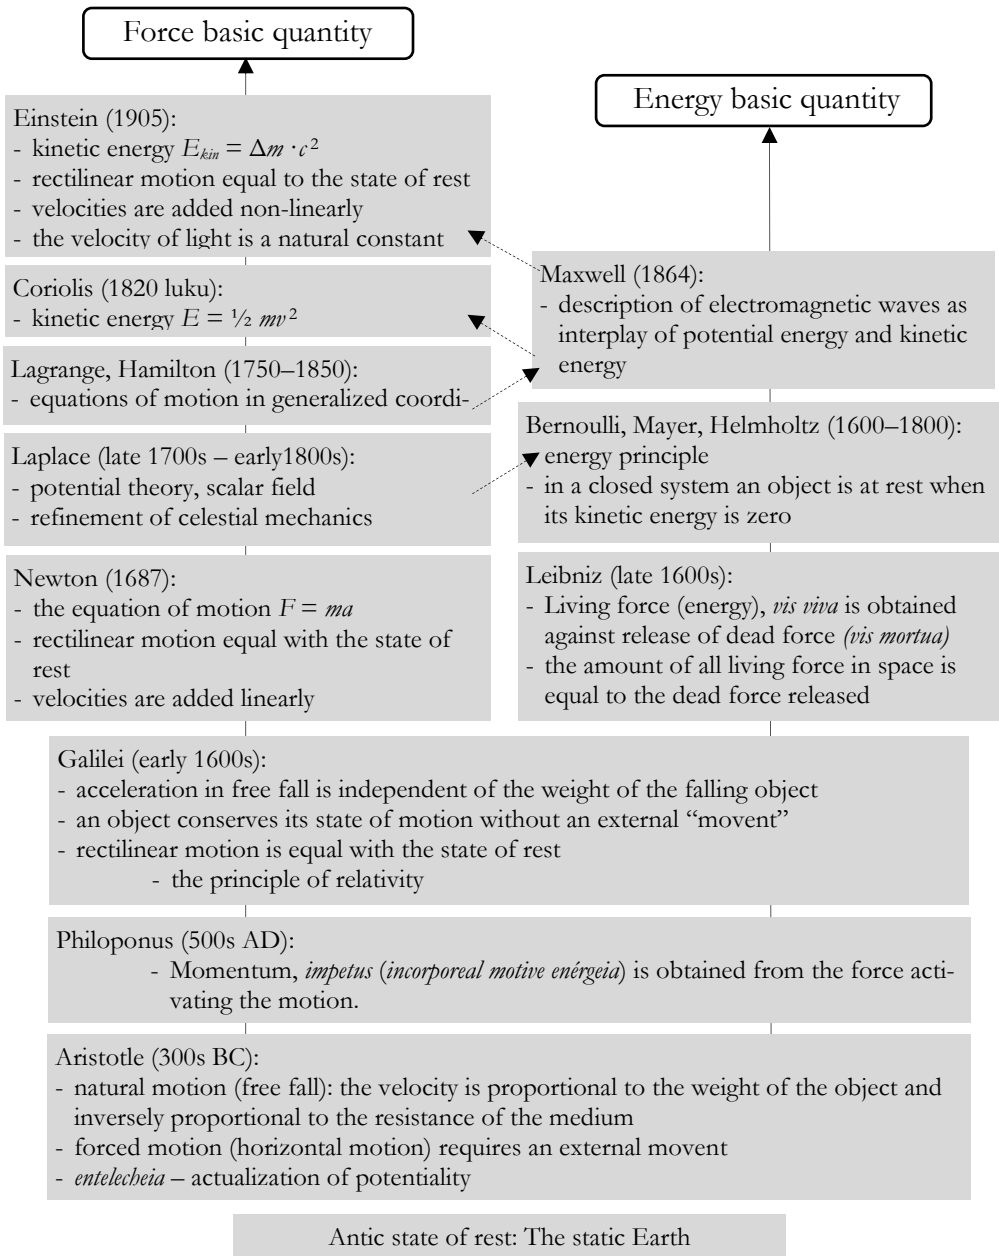 Force basic quantity
Energy basic quantity
Einstein (1905):
- kinetic energy Ekin = Δm · c²
- rectilinear motion equal to the state of rest
- velocities are added non-linearly
- the velocity of light is a natural constant
Coriolis (1820 luku):
- kinetic energy E = ½ mv²
Lagrange, Hamilton (1750–1850):
- equations of motion in generalized coordi-
Laplace (late 1700s – early1800s):
- potential theory, scalar field
- refinement of celestial mechanics
Newton (1687):
- the equation of motion F = ma
- rectilinear motion equal with the state of
rest
- velocities are added linearly
Maxwell (1864):
- description of electromagnetic waves as
interplay of potential energy and kinetic
energy
Bernoulli, Mayer, Helmholtz (1600–1800):
energy principle
- in a closed system an object is at rest when
its kinetic energy is zero
Leibniz (late 1600s):
- Living force (energy), vis viva is obtained
against release of dead force (vis mortua)
- the amount of all living force in space is
equal to the dead force released
Galilei (early 1600s):
- acceleration in free fall is independent of the weight of the falling object
- an object conserves its state of motion without an external “movent”
- rectilinear motion is equal with the state of rest
- the principle of relativity
Philoponus (500s AD):
- Momentum, impetus (incorporeal motive enérgeia) is obtained from the force acti-
vating the motion.
Aristotle (300s BC):
- natural motion (free fall): the velocity is proportional to the weight of the object and
inversely proportional to the resistance of the medium
- forced motion (horizontal motion) requires an external movent
- entelecheia – actualization of potentiality
Antic state of rest: The static Earth